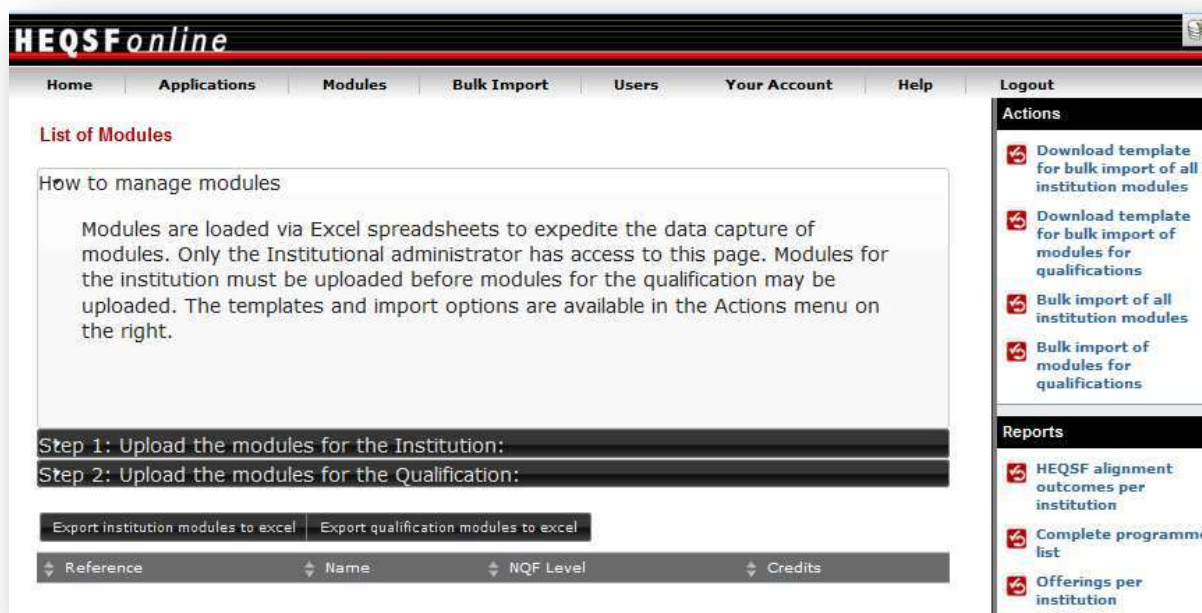 HEQSFonline
Home Applications Modules Bulk Import Users Your Account Help Logout
List of Modules
How to manage modules
Modules are loaded via Excel spreadsheets to expedite the data capture of
modules. Only the Institutional administrator has access to this page. Modules for
the institution must be uploaded before modules for the qualification may be
uploaded. The templates and import options are available in the Actions menu on
the right.
Step 1: Upload the modules for the Institution:
Step 2: Upload the modules for the Qualification:
Export institution modules to excel Export qualification modules to excel
Reference Name NQF Level Credits
Actions
Download template
for bulk import of all
institution modules
Download template
for bulk import of
modules for
qualifications
Bulk import of all
institution modules
Bulk import of
modules for
qualifications
Reports
HEQSF alignment
outcomes per
institution
Complete programme
list
Offerings per
institution